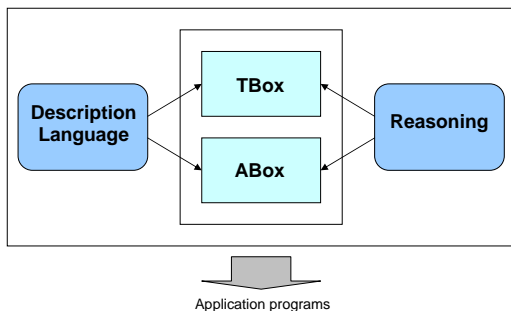 Description
Language
TBox
ABox
Reasoning
Application programs